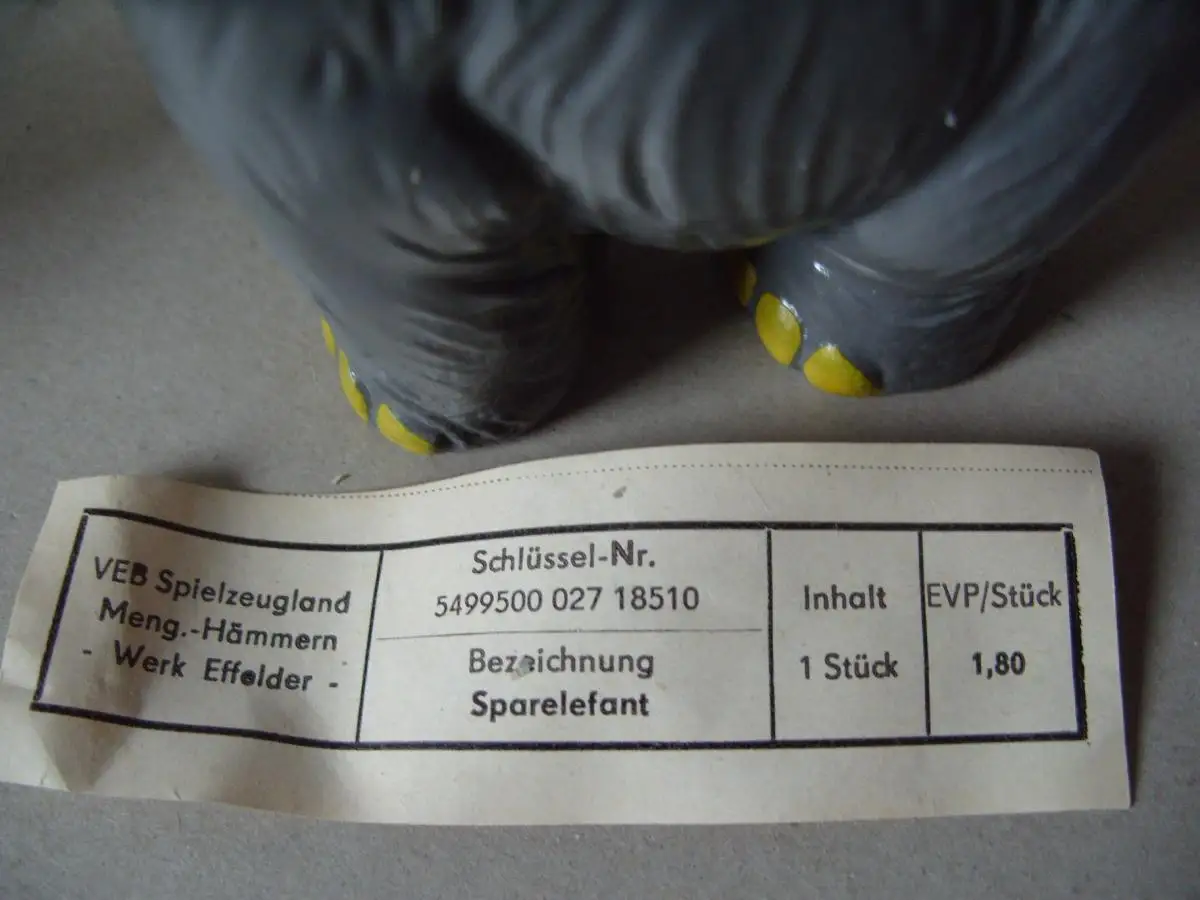 VEB Spielzeugland
Meng.-Hämmern
- Werk Effelder -
Schlüssel-Nr.
5499500 027 18510
Bezeichnung
Sparelefant
Inhalt
1 Stück
EVP/Stück
1,80